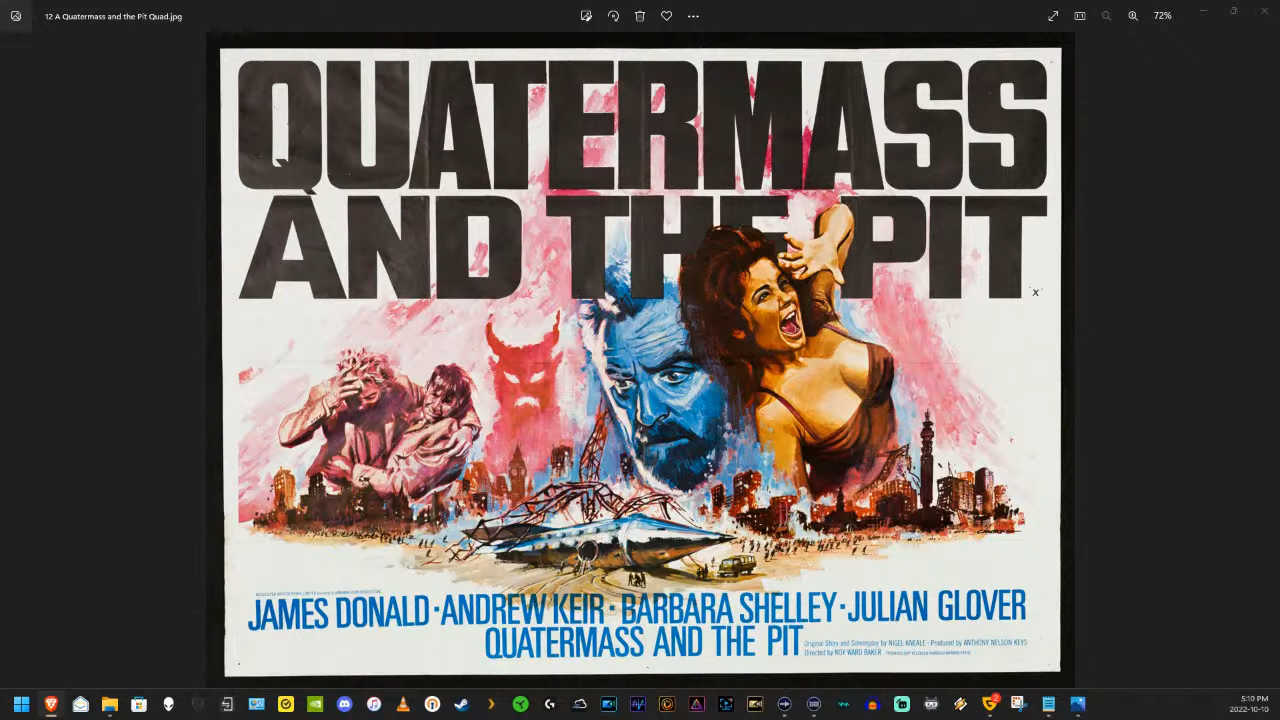 12 A Quatermass and the Pit Quad.jpg
72%
QUATERMASS
AND THE PIT
X
JAMES DONALD · ANDREW KEIR · BARBARA SHELLEY · JULIAN GLOVER
QUATERMASS AND THE PIT
Original Story and Screenplay by NIGEL KNEALE · Produced by ANTHONY NELSON KEYS
Directed by ROY WARD BAKER
2
5:10 PM
2022-10-10